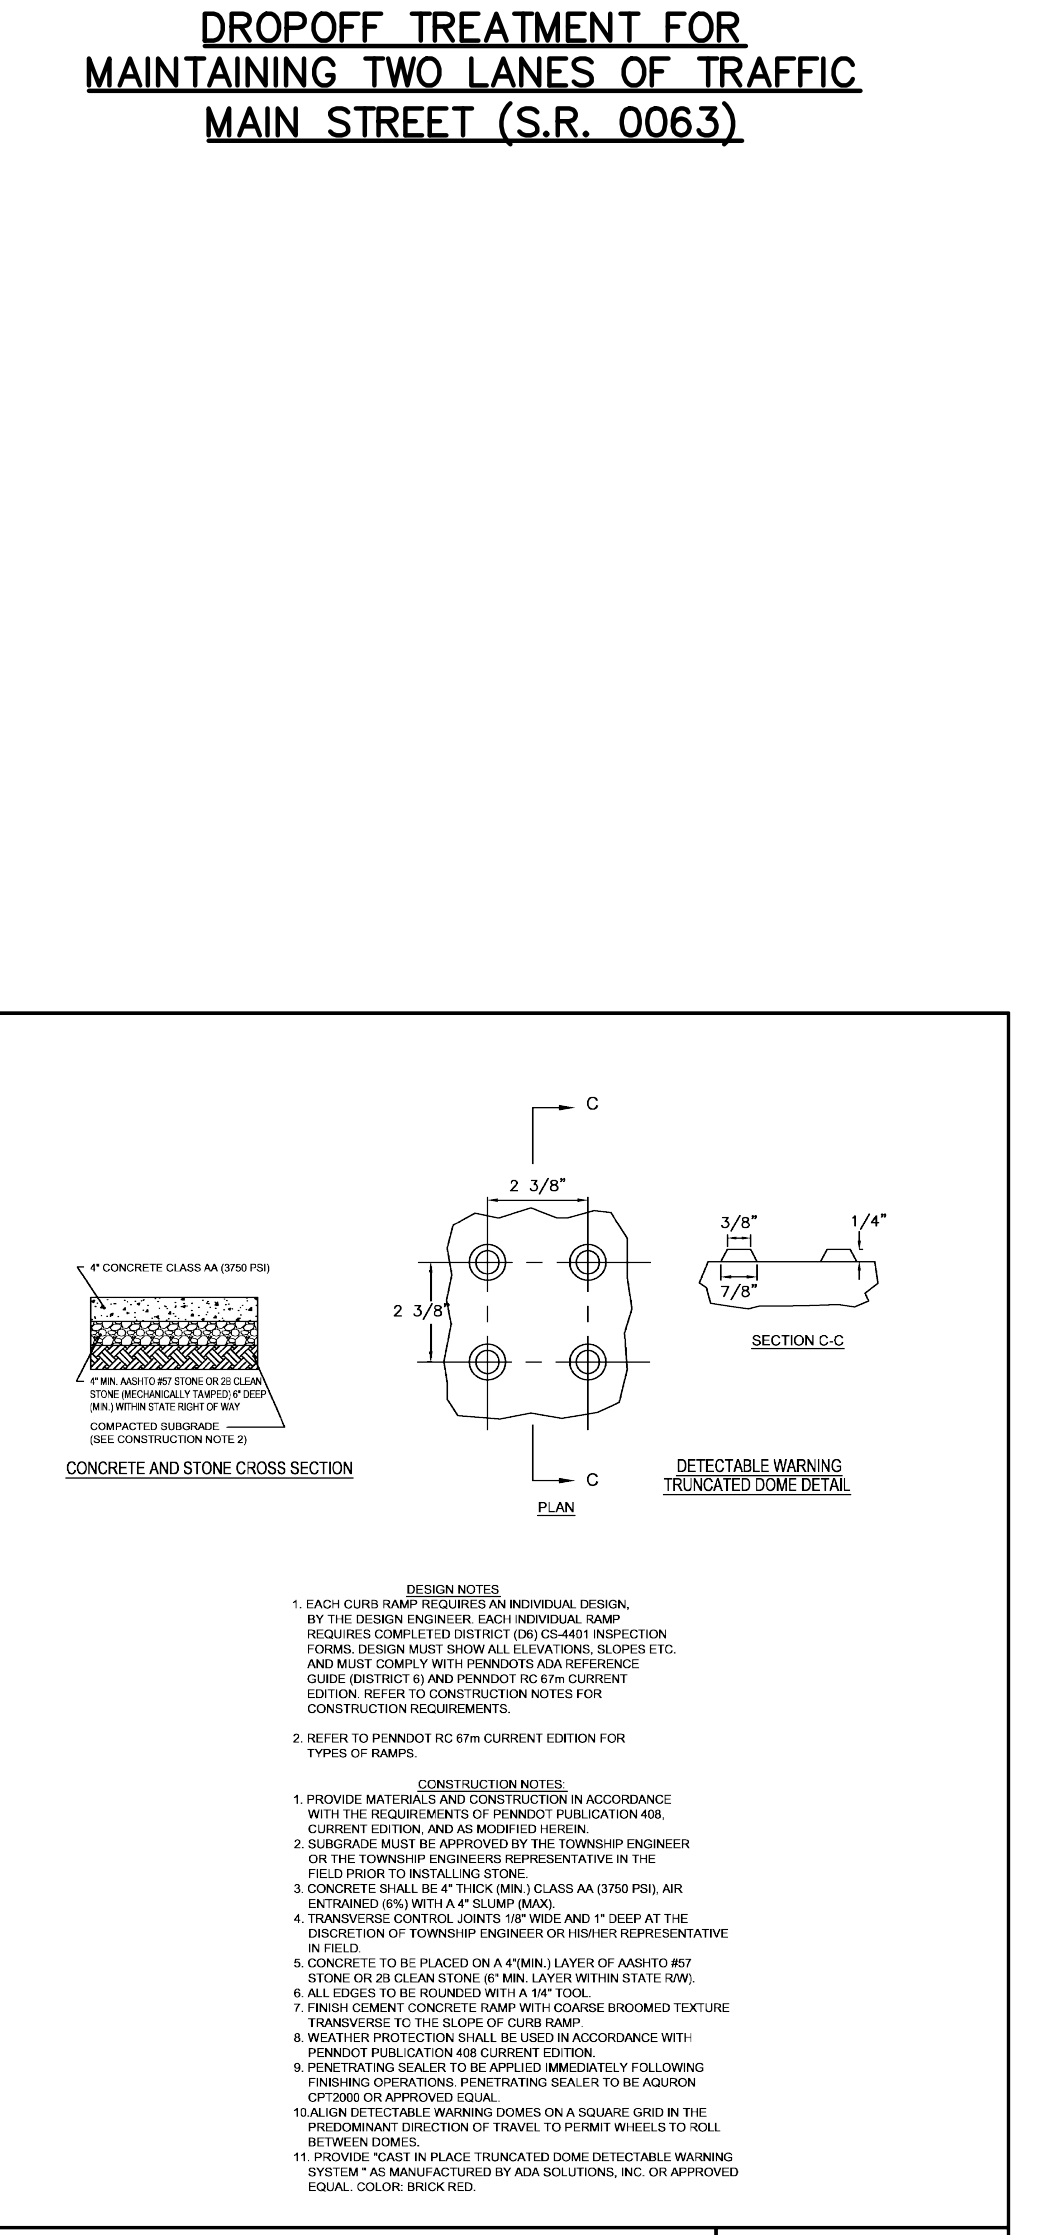 DROPOFF TREATMENT FOR
MAINTAINING TWO LANES OF TRAFFIC
MAIN STREET (S.R. 0063)
C
2 3/8"
2 3/8"
3/8"
1/4"
7/8"
SECTION C-C
4" CONCRETE CLASS AA (3750 PSI)
4" MIN. AASHTO #57 STONE OR 2B CLEAN
STONE (MECHANICALLY TAMPED) 6" DEEP
(MIN.) WITHIN STATE RIGHT OF WAY
COMPACTED SUBGRADE
(SEE CONSTRUCTION NOTE 2)
CONCRETE AND STONE CROSS SECTION
C
PLAN
DETECTABLE WARNING
TRUNCATED DOME DETAIL
DESIGN NOTES
1. EACH CURB RAMP REQUIRES AN INDIVIDUAL DESIGN,
BY THE DESIGN ENGINEER. EACH INDIVIDUAL RAMP
REQUIRES COMPLETED DISTRICT (D6) CS-4401 INSPECTION
FORMS. DESIGN MUST SHOW ALL ELEVATIONS, SLOPES ETC.
AND MUST COMPLY WITH PENNDOTS ADA REFERENCE
GUIDE (DISTRICT 6) AND PENNDOT RC 67m CURRENT
EDITION. REFER TO CONSTRUCTION NOTES FOR
CONSTRUCTION REQUIREMENTS.
2. REFER TO PENNDOT RC 67m CURRENT EDITION FOR
TYPES OF RAMPS.
CONSTRUCTION NOTES:
1. PROVIDE MATERIALS AND CONSTRUCTION IN ACCORDANCE
WITH THE REQUIREMENTS OF PENNDOT PUBLICATION 408,
CURRENT EDITION, AND AS MODIFIED HEREIN.
2. SUBGRADE MUST BE APPROVED BY THE TOWNSHIP ENGINEER
OR THE TOWNSHIP ENGINEERS REPRESENTATIVE IN THE
FIELD PRIOR TO INSTALLING STONE.
3. CONCRETE SHALL BE 4" THICK (MIN.) CLASS AA (3750 PSI), AIR
ENTRAINED (6%) WITH A 4" SLUMP (MAX).
4. TRANSVERSE CONTROL JOINTS 1/8" WIDE AND 1" DEEP AT THE
DISCRETION OF TOWNSHIP ENGINEER OR HIS/HER REPRESENTATIVE
IN FIELD.
5. CONCRETE TO BE PLACED ON A 4"(MIN.) LAYER OF AASHTO #57
STONE OR 2B CLEAN STONE (6" MIN. LAYER WITHIN STATE R/W).
6. ALL EDGES TO BE ROUNDED WITH A 1/4" TOOL.
7. FINISH CEMENT CONCRETE RAMP WITH COARSE BROOMED TEXTURE
TRANSVERSE TO THE SLOPE OF CURB RAMP.
8. WEATHER PROTECTION SHALL BE USED IN ACCORDANCE WITH
PENNDOT PUBLICATION 408 CURRENT EDITION.
9. PENETRATING SEALER TO BE APPLIED IMMEDIATELY FOLLOWING
FINISHING OPERATIONS. PENETRATING SEALER TO BE AQURON
CPT2000 OR APPROVED EQUAL.
10.ALIGN DETECTABLE WARNING DOMES ON A SQUARE GRID IN THE
PREDOMINANT DIRECTION OF TRAVEL TO PERMIT WHEELS TO ROLL
BETWEEN DOMES.
11. PROVIDE "CAST IN PLACE TRUNCATED DOME DETECTABLE WARNING
SYSTEM " AS MANUFACTURED BY ADA SOLUTIONS, INC. OR APPROVED
EQUAL. COLOR: BRICK RED.